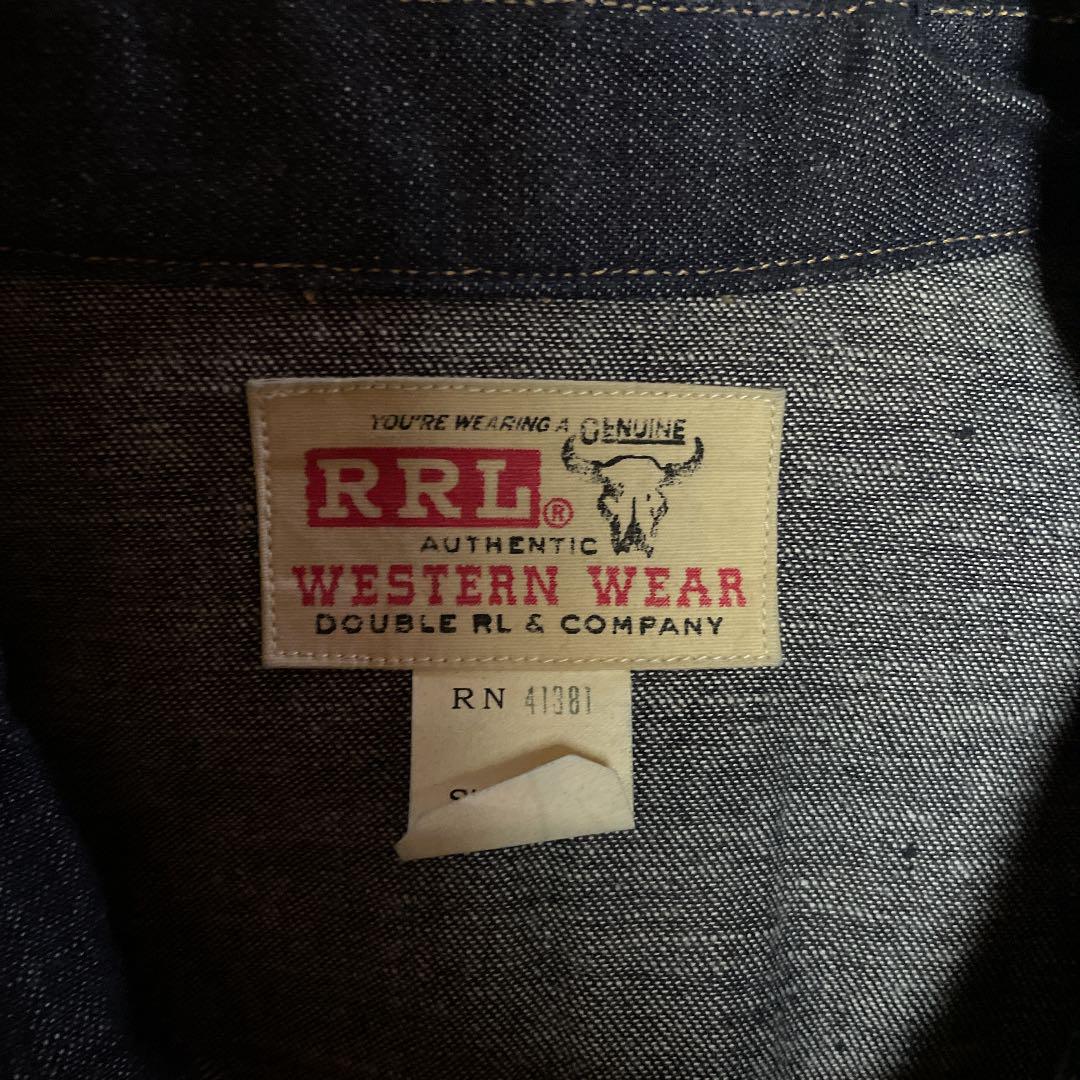 YOU'RE WEARING A GENUINE
RRL®
AUTHENTIC
WESTERN WEAR
DOUBLE RL & COMPANY
RN 41381